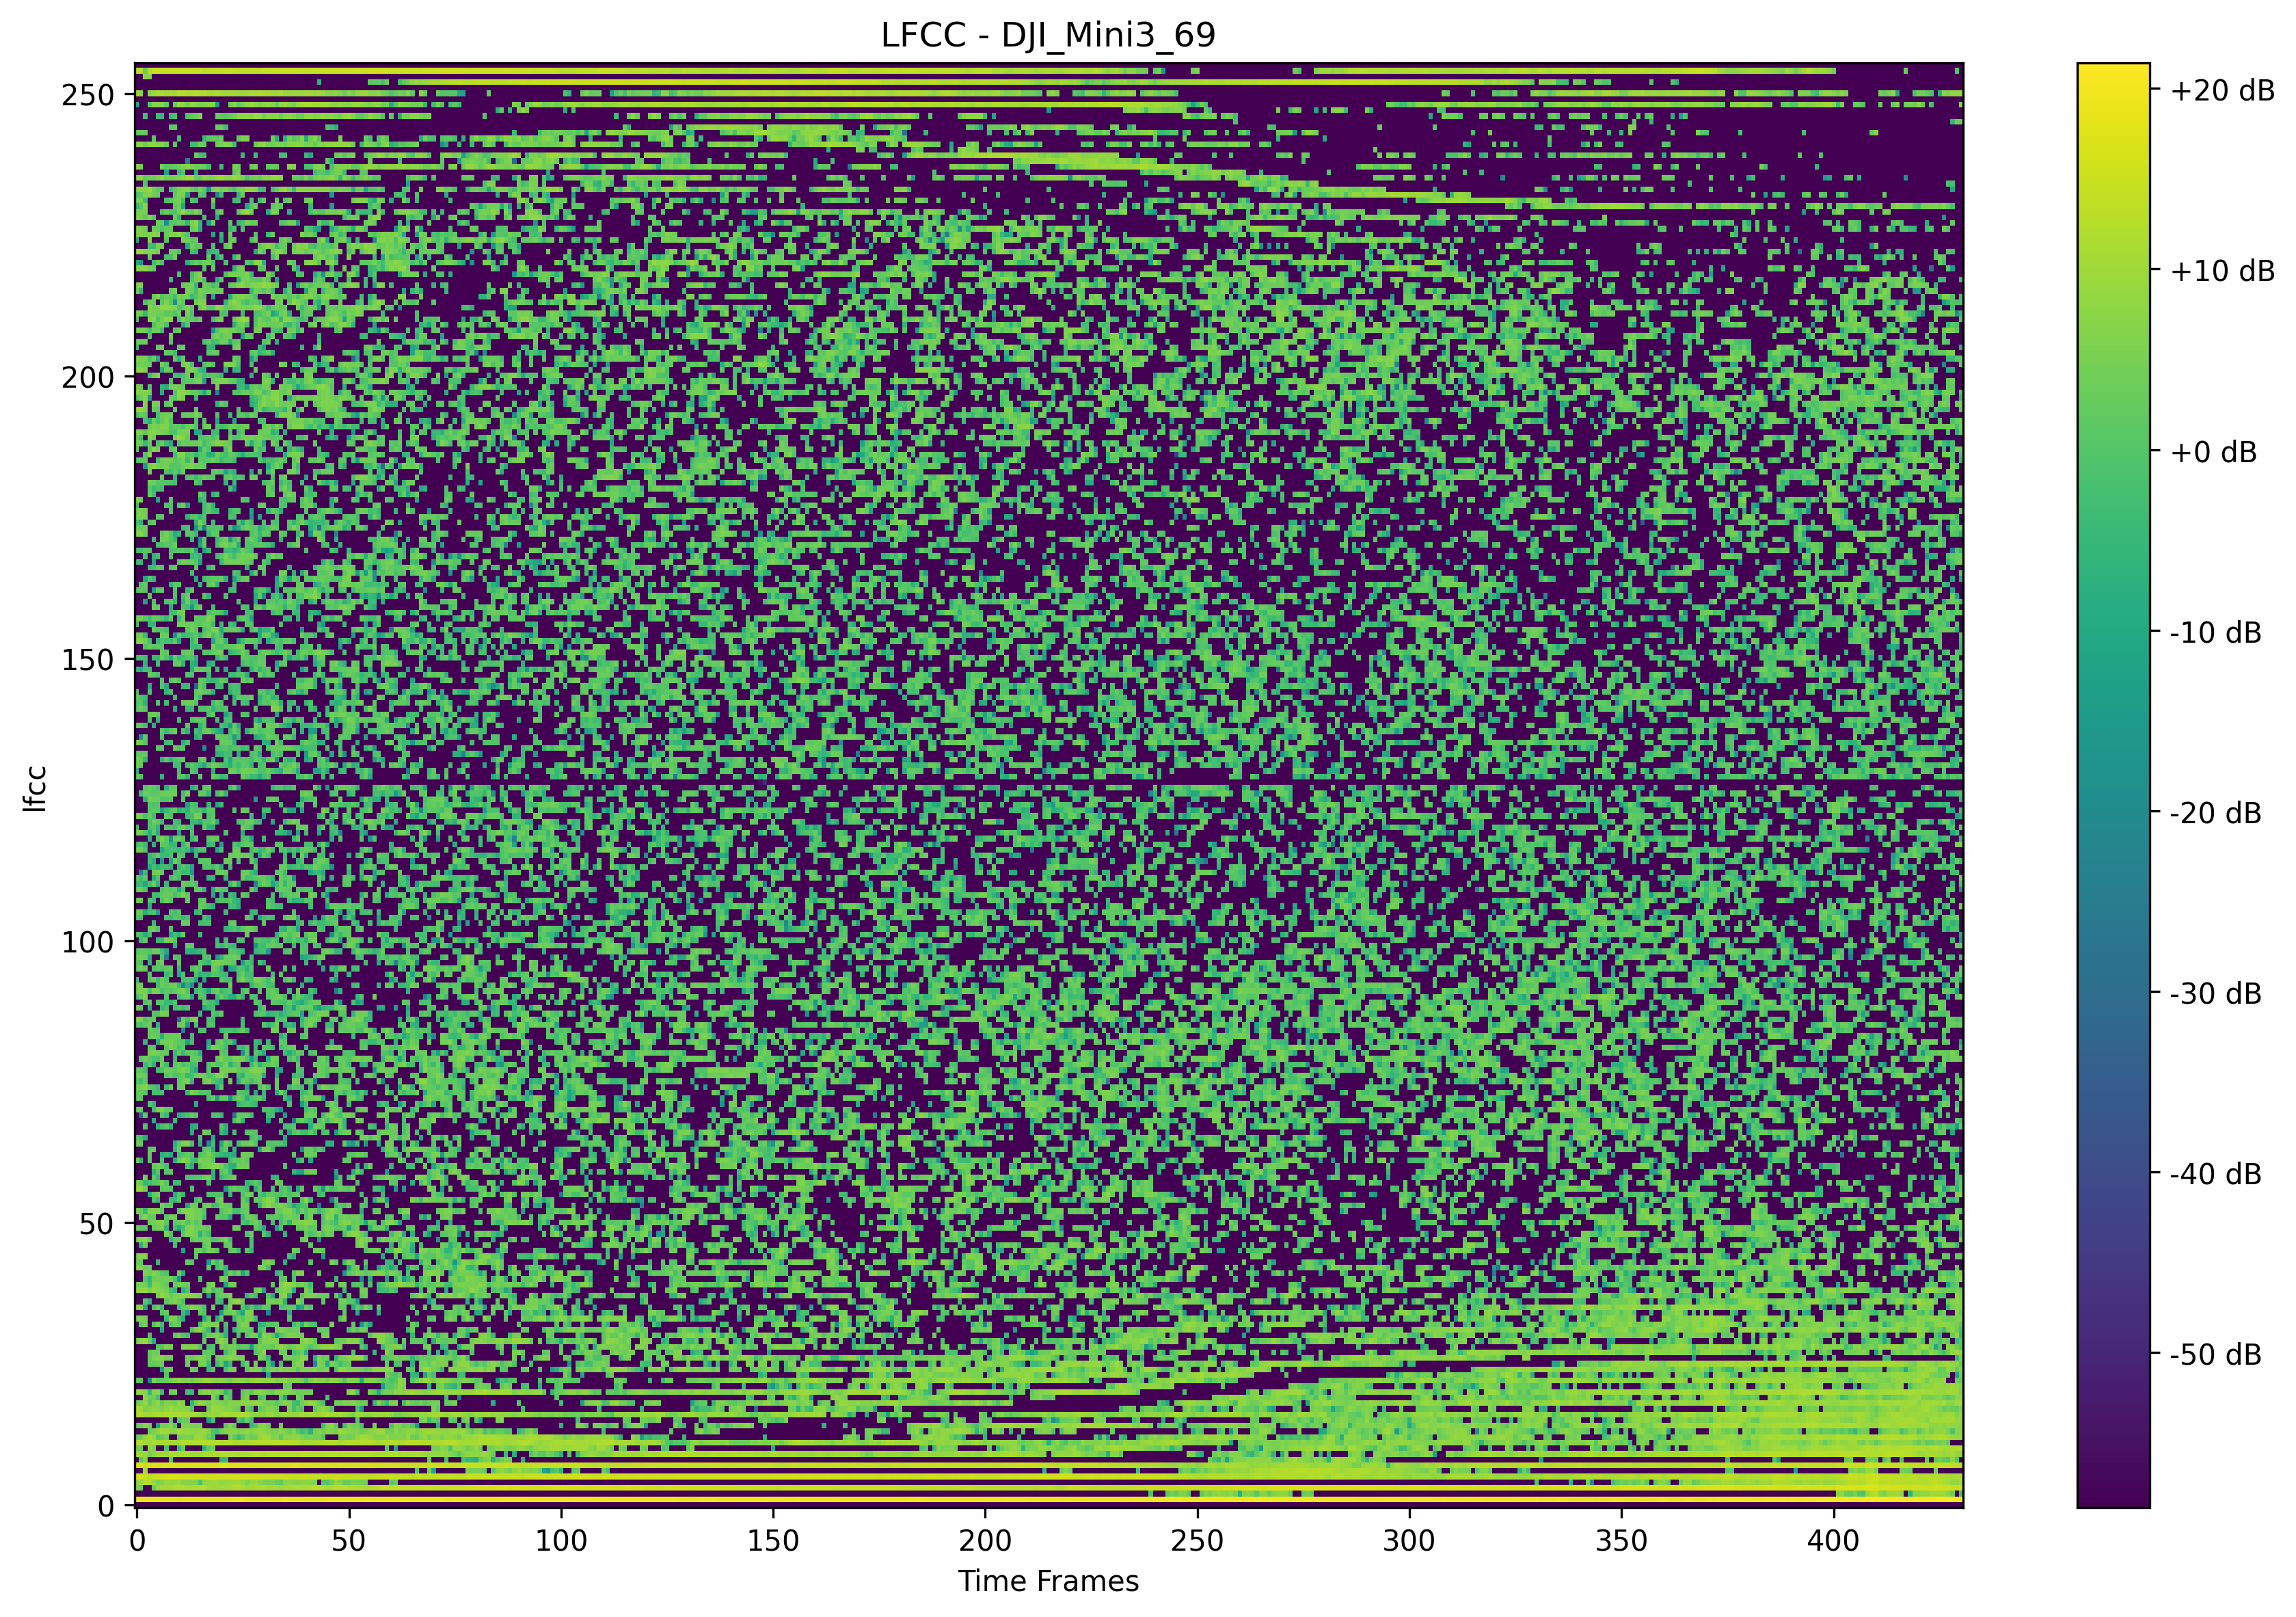 LFCC - DJI_Mini3_69
250
200
150
100
50
0
lfcc
0 50 100 150 200 250 300 350 400
Time Frames
+20 dB
+10 dB
+0 dB
-10 dB
-20 dB
-30 dB
-40 dB
-50 dB